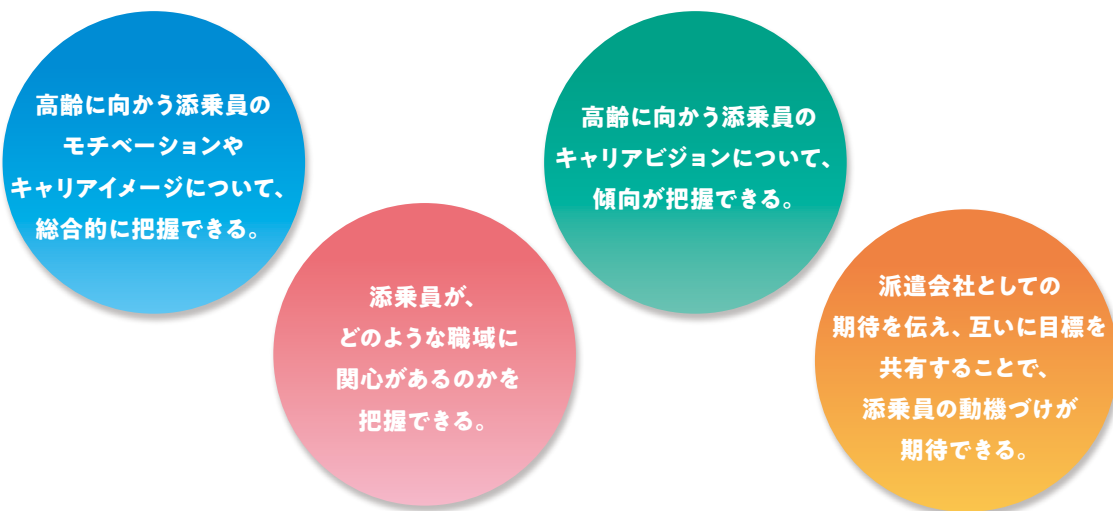 高齢に向かう添乗員の
モチベーションや
キャリアイメージについて、
総合的に把握できる。
添乗員が、
どのような職域に
関心があるのかを
把握できる。
高齢に向かう添乗員の
キャリアビジョンについて、
傾向が把握できる。
派遣会社としての
期待を伝え、互いに目標を
共有することで、
添乗員の動機づけが
期待できる。